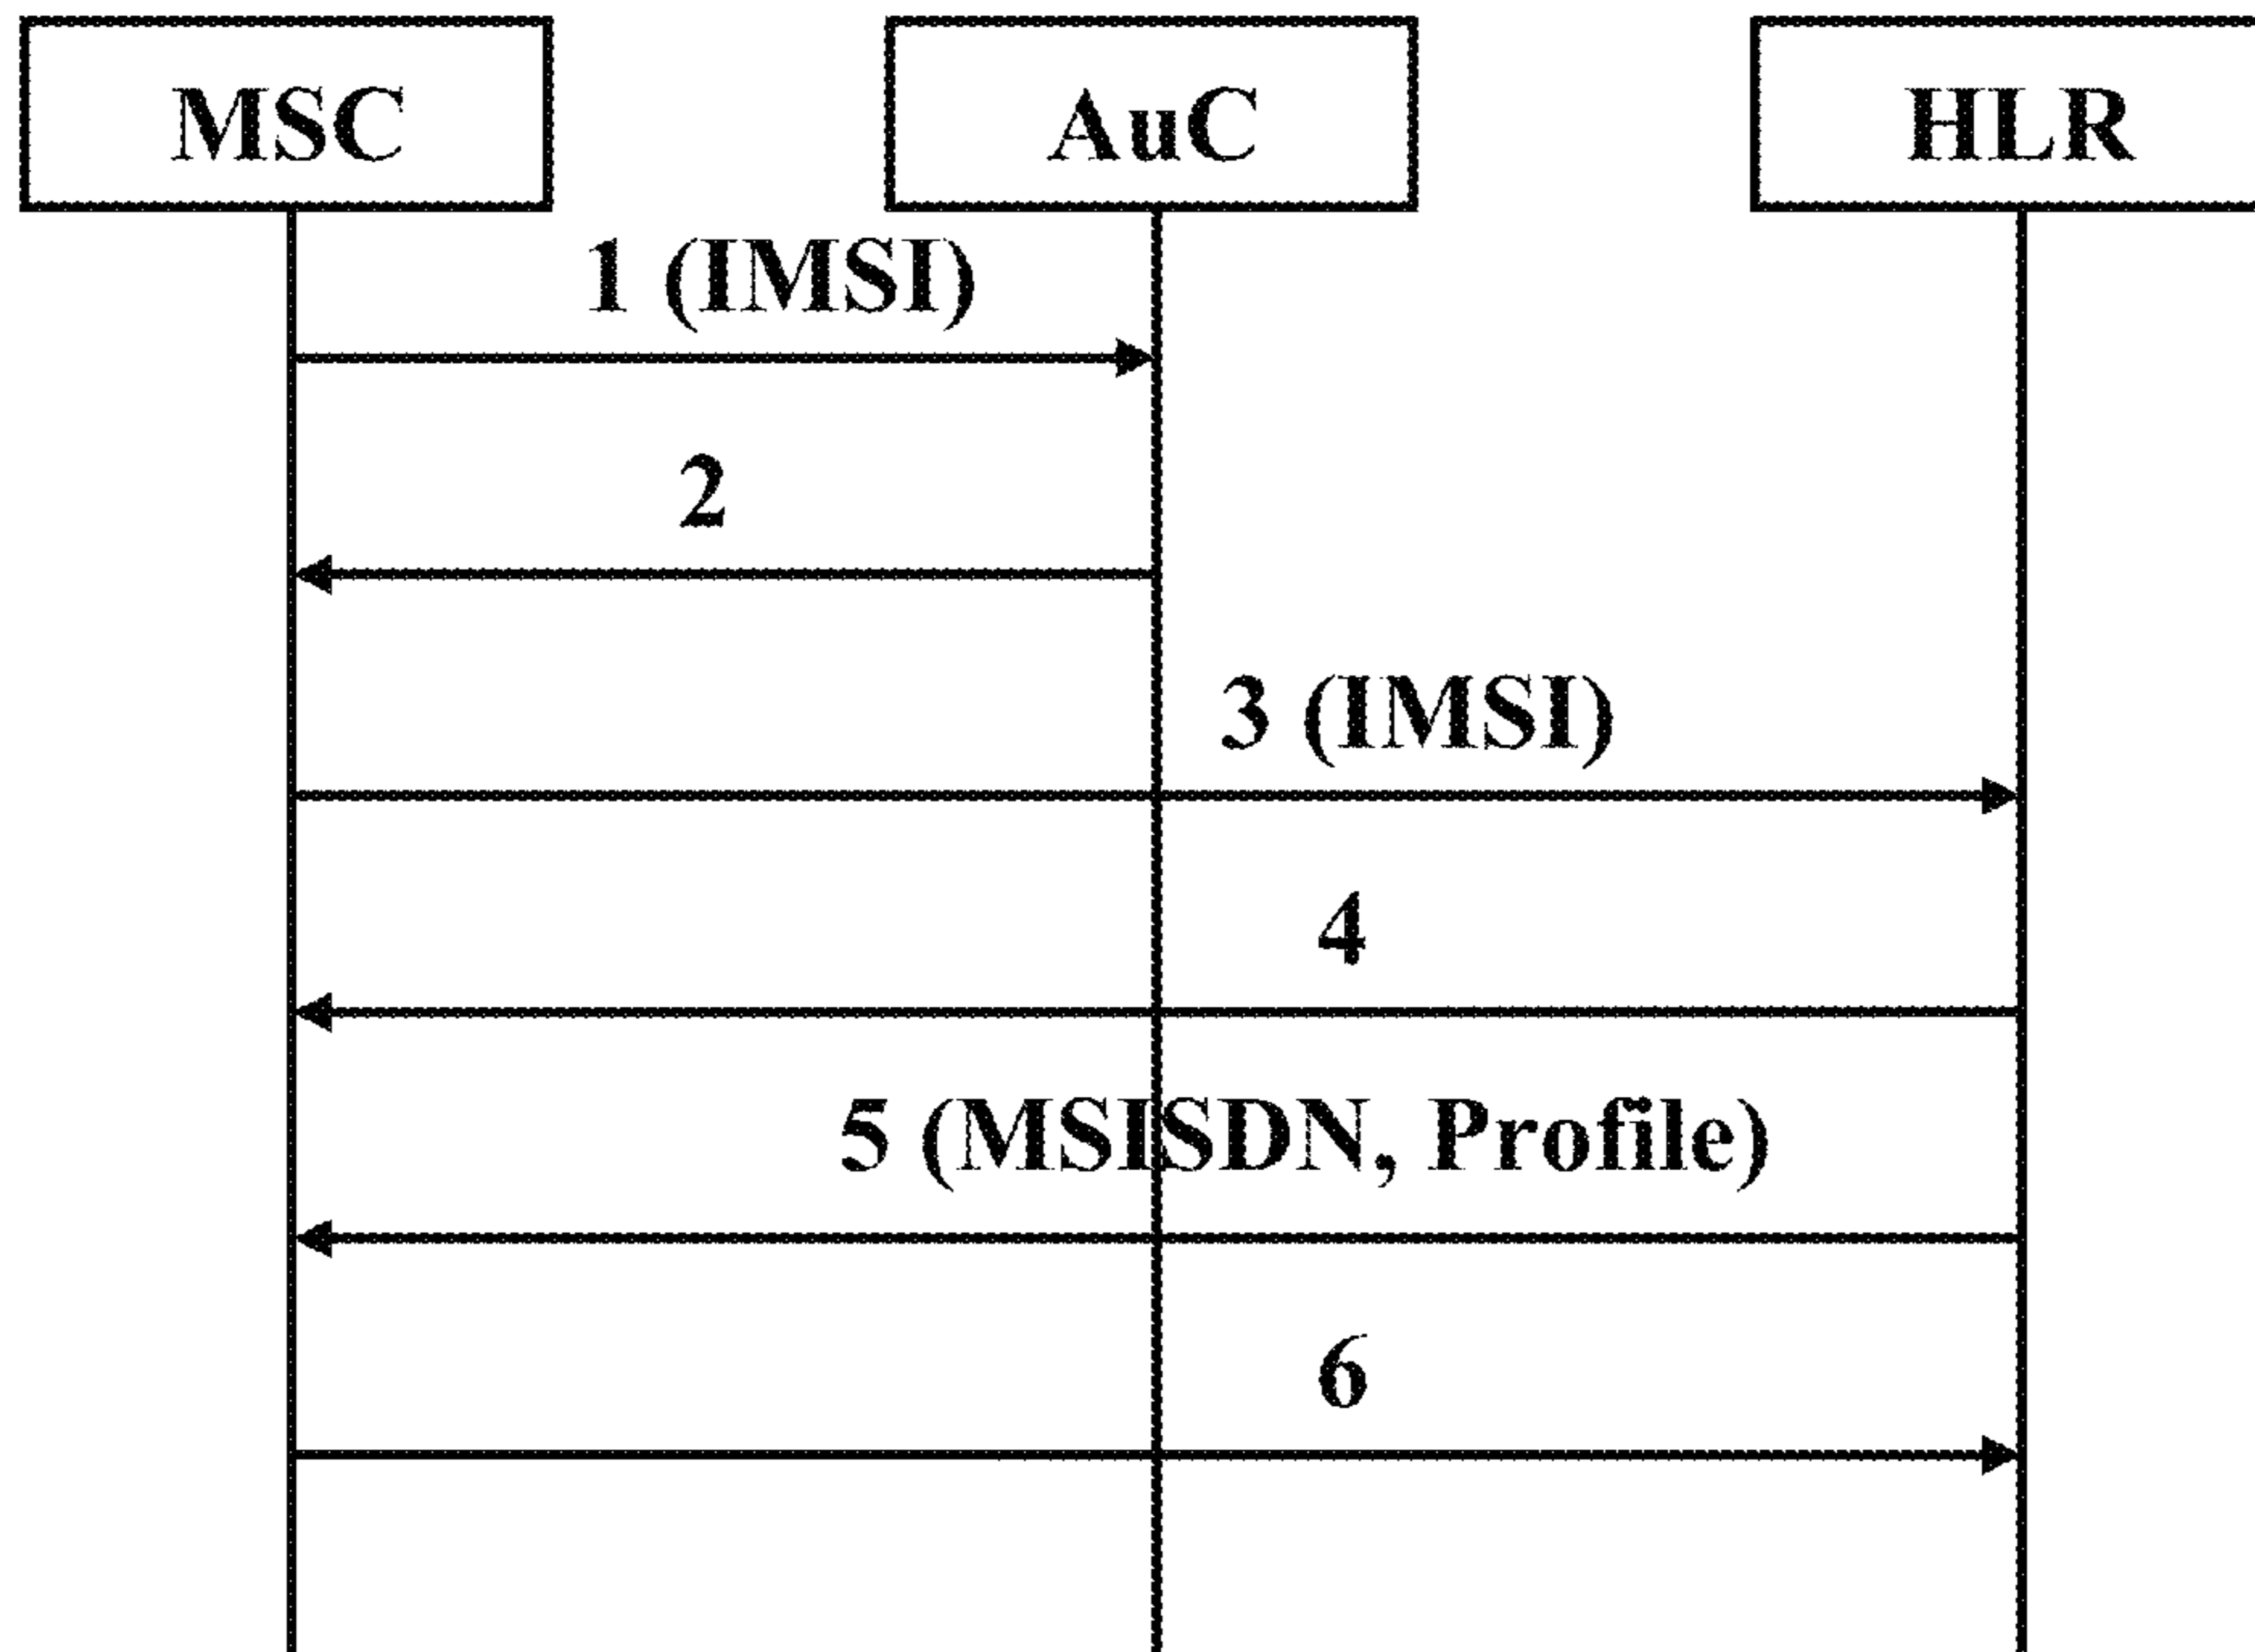 MSC
AuC
HLR
1 (IMSI)
2
3 (IMSI)
4
5 (MSISDN, Profile)
6